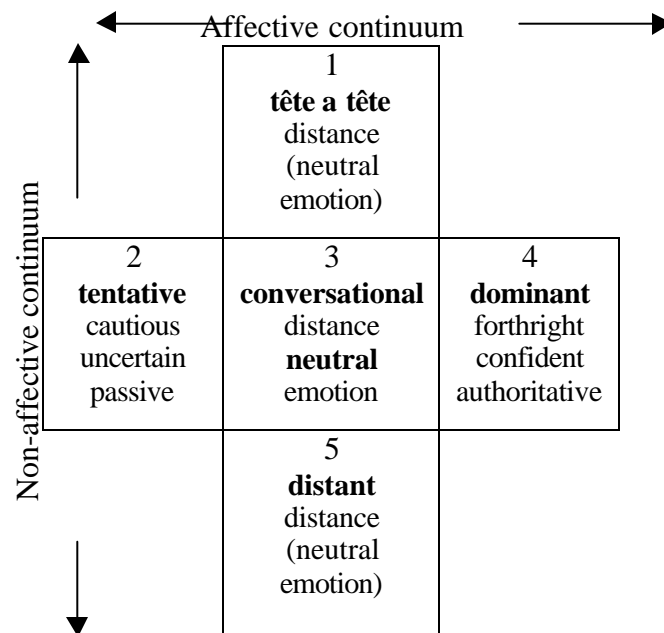 Affective continuum
Non-affective continuum
1
tête a tête
distance
(neutral
emotion)
2
tentative
cautious
uncertain
passive
3
conversational
distance
neutral
emotion
4
dominant
forthright
confident
authoritative
5
distant
distance
(neutral
emotion)